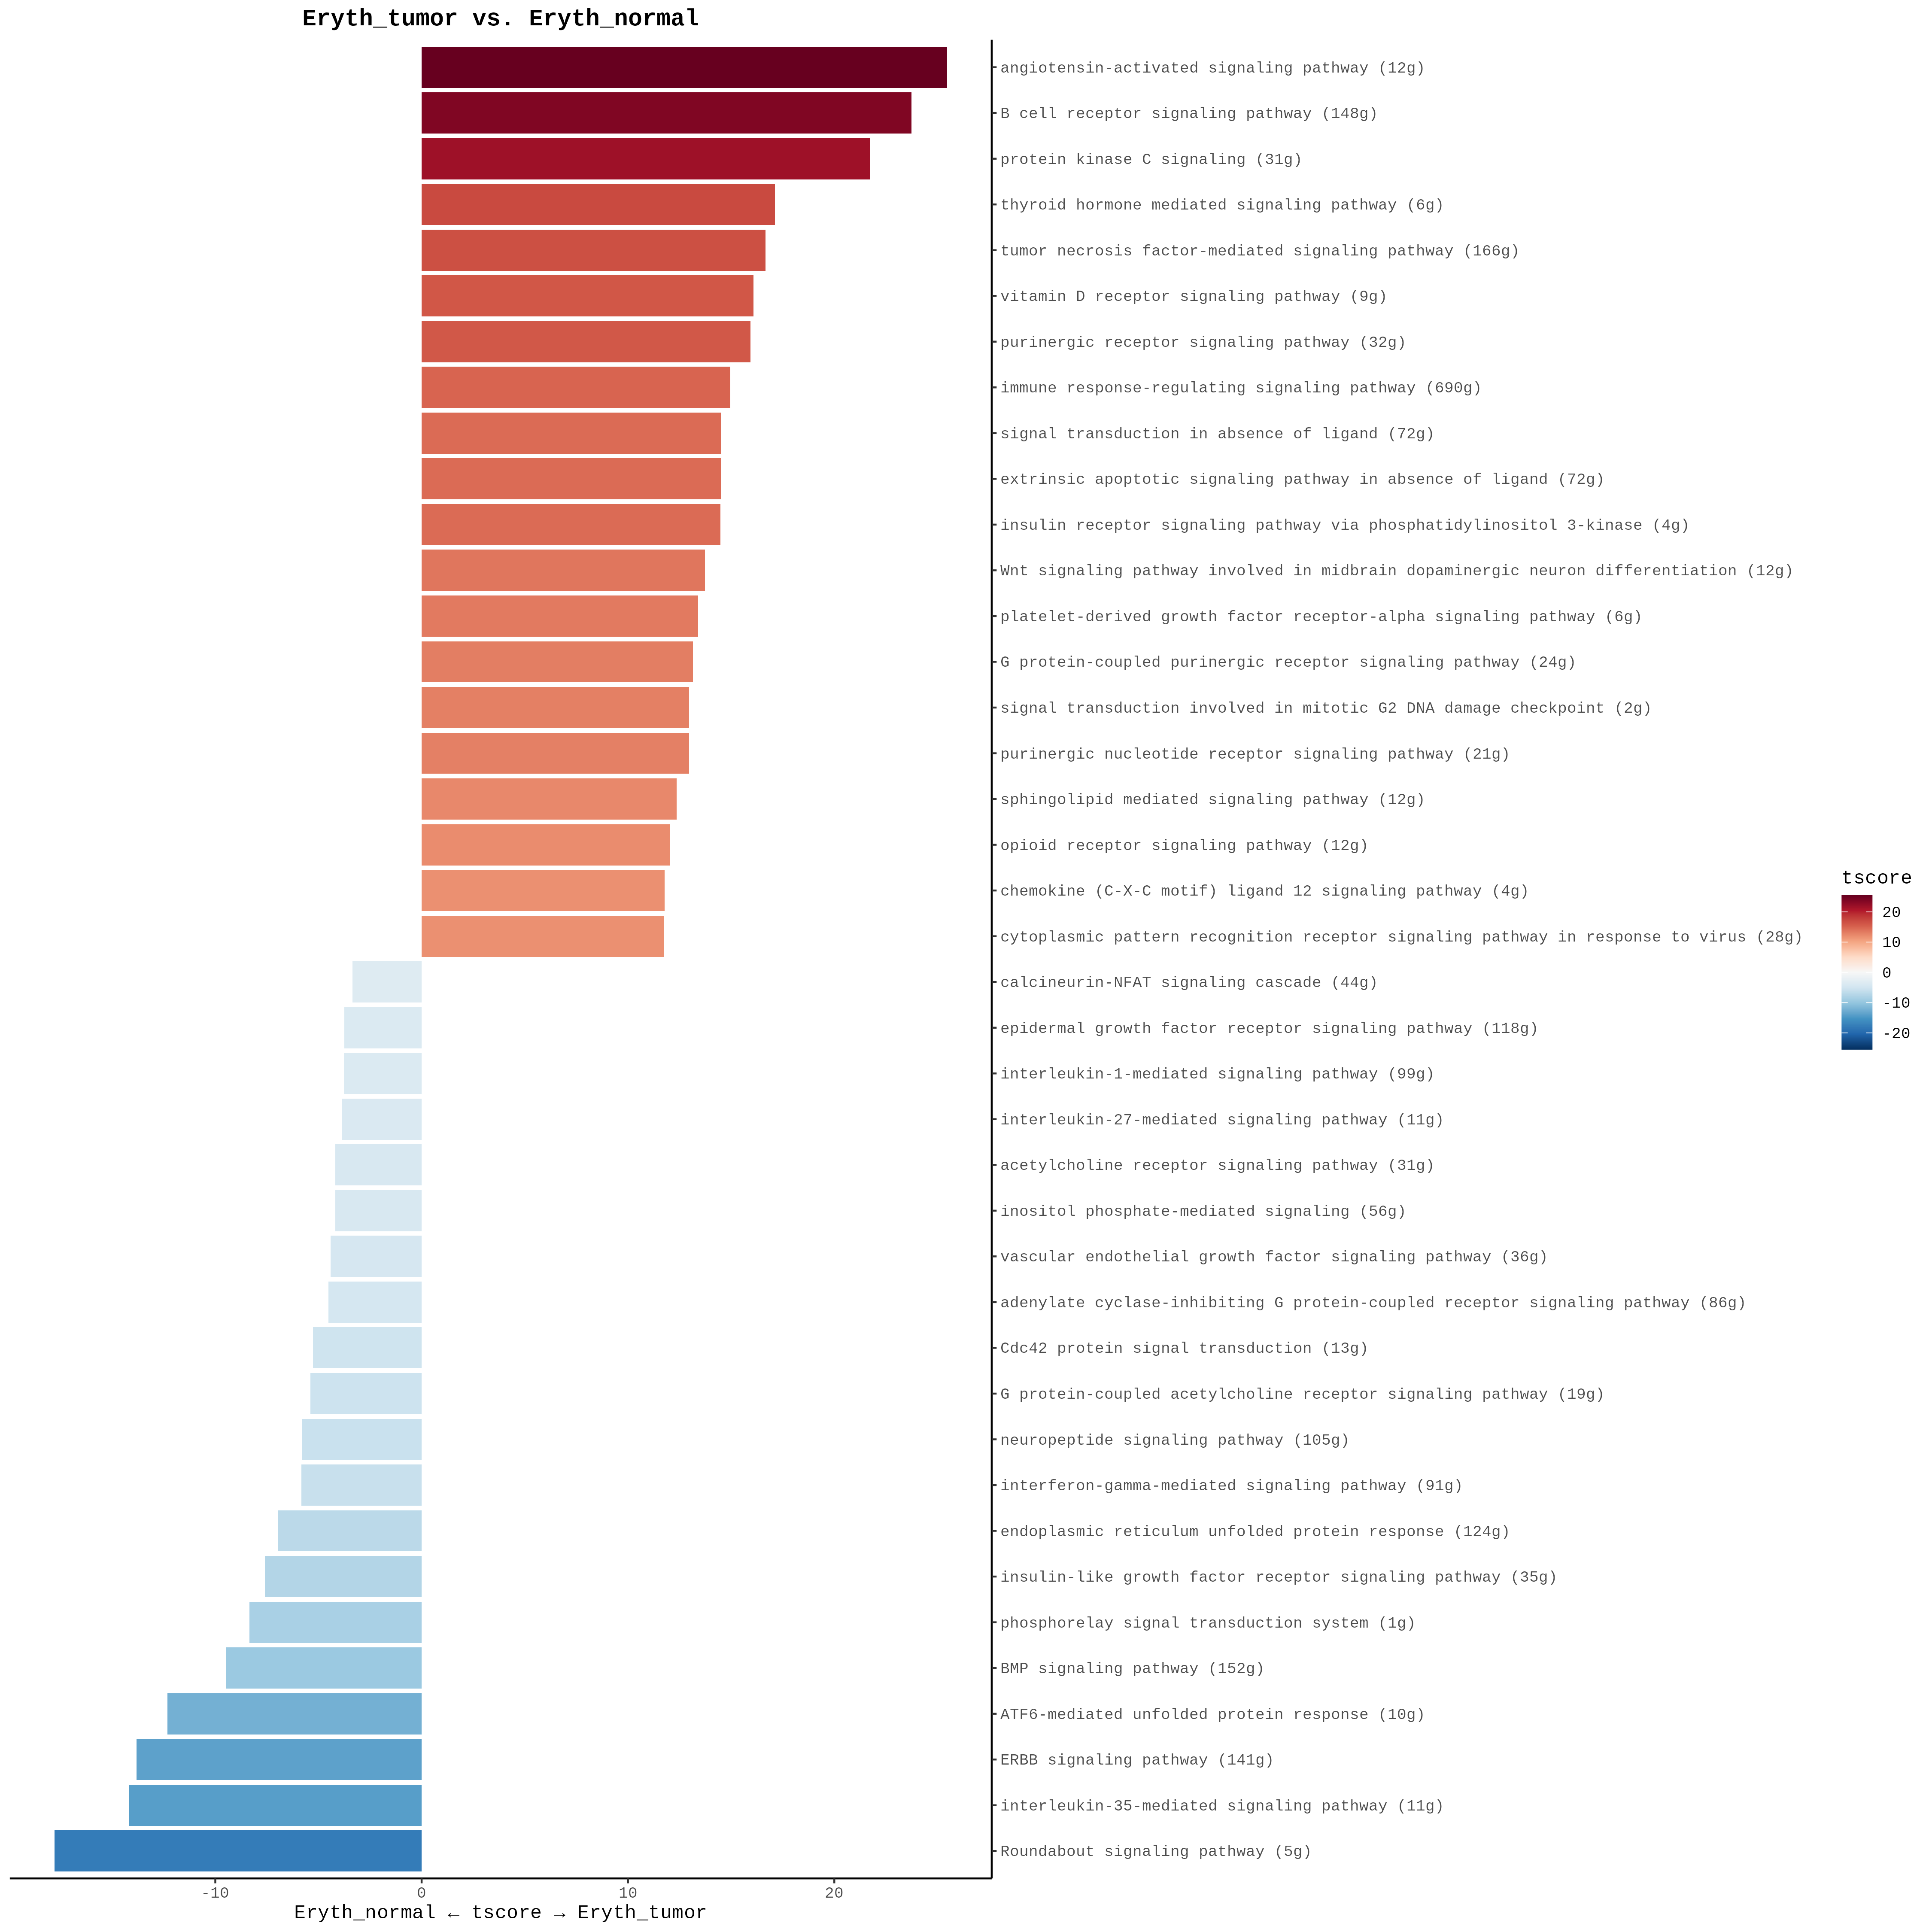 Eryth_tumor vs. Eryth_normal
angiotensin-activated signaling pathway (12g)
B cell receptor signaling pathway (148g)
protein kinase C signaling (31g)
thyroid hormone mediated signaling pathway (6g)
tumor necrosis factor-mediated signaling pathway (166g)
vitamin D receptor signaling pathway (9g)
purinergic receptor signaling pathway (32g)
immune response-regulating signaling pathway (690g)
signal transduction in absence of ligand (72g)
extrinsic apoptotic signaling pathway in absence of ligand (72g)
insulin receptor signaling pathway via phosphatidylinositol 3-kinase (4g)
Wnt signaling pathway involved in midbrain dopaminergic neuron differentiation (12g)
platelet-derived growth factor receptor-alpha signaling pathway (6g)
G protein-coupled purinergic receptor signaling pathway (24g)
signal transduction involved in mitotic G2 DNA damage checkpoint (2g)
purinergic nucleotide receptor signaling pathway (21g)
sphingolipid mediated signaling pathway (12g)
opioid receptor signaling pathway (12g)
chemokine (C-X-C motif) ligand 12 signaling pathway (4g)
cytoplasmic pattern recognition receptor signaling pathway in response to virus (28g)
calcineurin-NFAT signaling cascade (44g)
epidermal growth factor receptor signaling pathway (118g)
interleukin-1-mediated signaling pathway (99g)
interleukin-27-mediated signaling pathway (11g)
acetylcholine receptor signaling pathway (31g)
inositol phosphate-mediated signaling (56g)
vascular endothelial growth factor signaling pathway (36g)
adenylate cyclase-inhibiting G protein-coupled receptor signaling pathway (86g)
Cdc42 protein signal transduction (13g)
G protein-coupled acetylcholine receptor signaling pathway (19g)
neuropeptide signaling pathway (105g)
interferon-gamma-mediated signaling pathway (91g)
endoplasmic reticulum unfolded protein response (124g)
insulin-like growth factor receptor signaling pathway (35g)
phosphorelay signal transduction system (1g)
BMP signaling pathway (152g)
ATF6-mediated unfolded protein response (10g)
ERBB signaling pathway (141g)
interleukin-35-mediated signaling pathway (11g)
Roundabout signaling pathway (5g)
-10 0 10 20
Eryth_normal ← tscore → Eryth_tumor
tscore
20
10
0
-10
-20